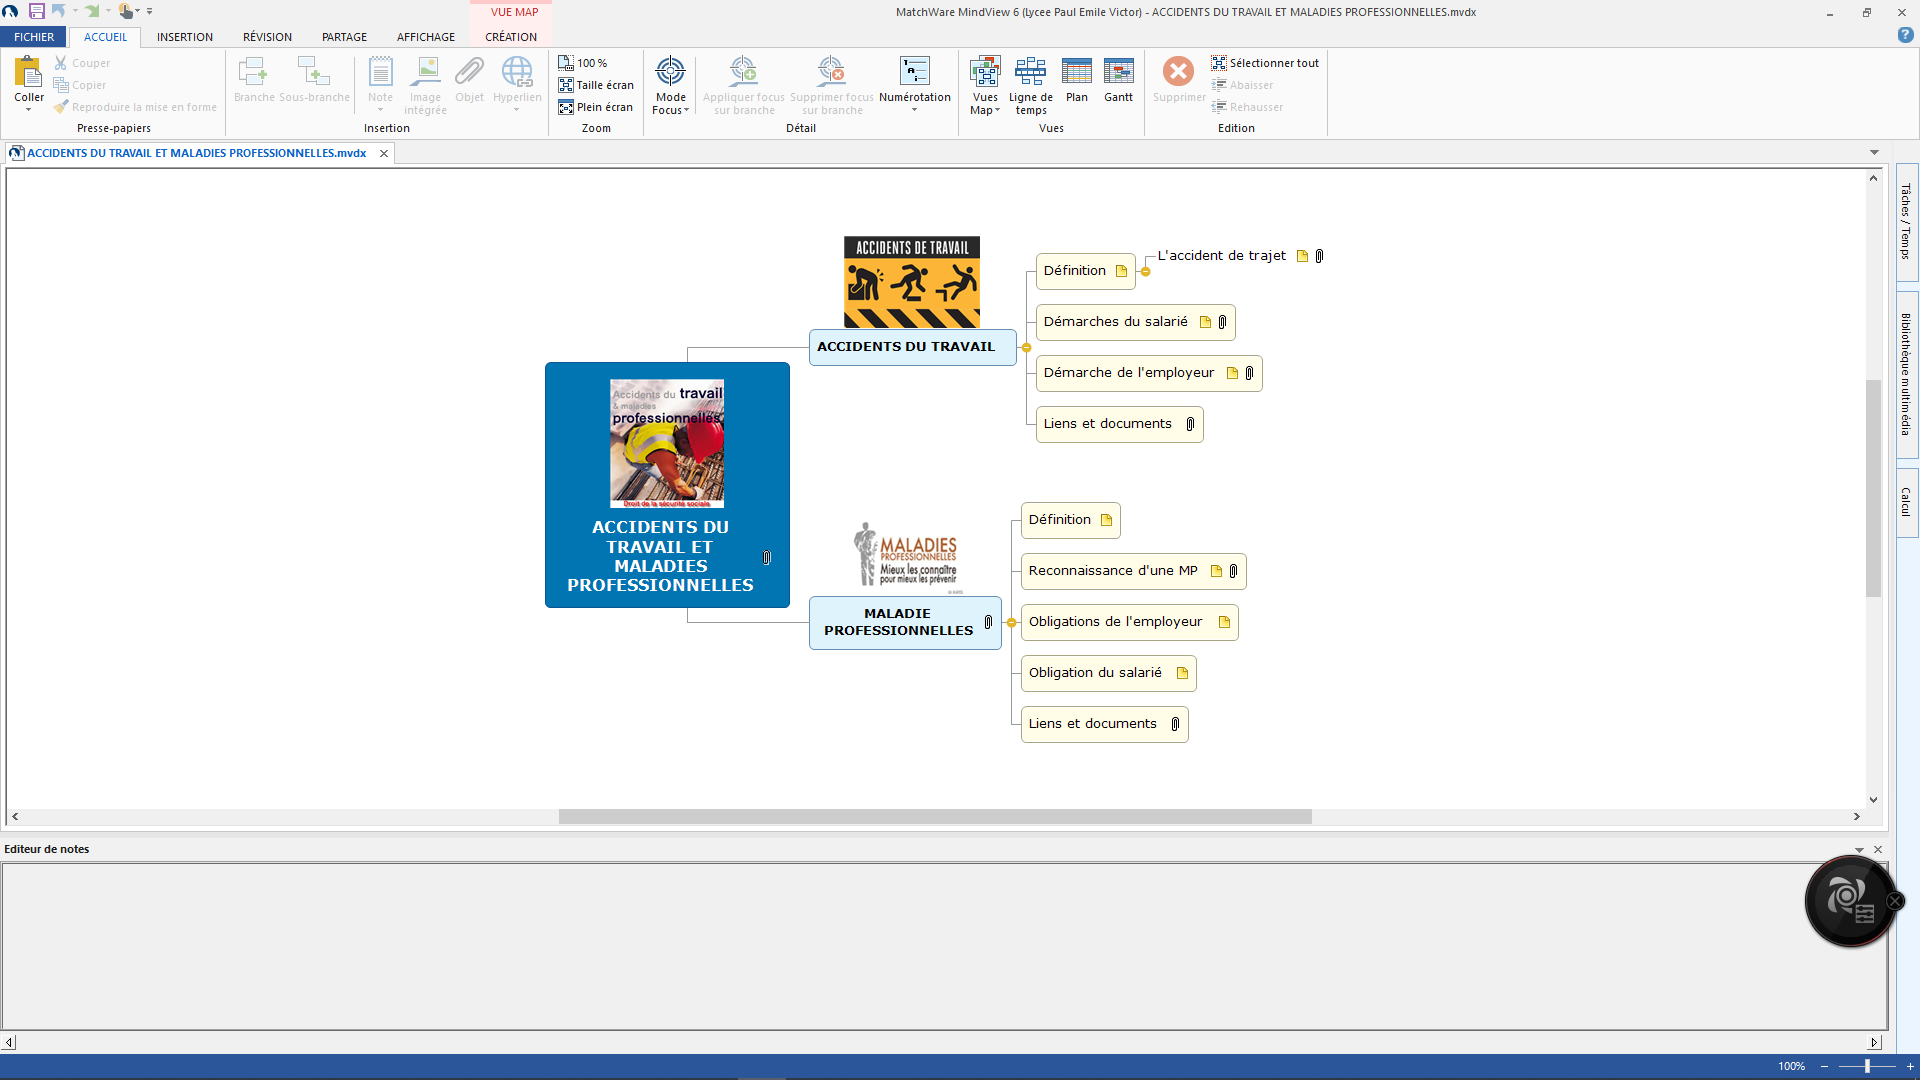 VUE MAP
MatchWare MindView 6 (Lycee Paul Emile Victor) - ACCIDENTS DU TRAVAIL ET MALADIES PROFESSIONNELLES.mvdx
FICHIER
ACCUEIL
INSERTION
RÉVISION
PARTAGE
AFFICHAGE
CRÉATION
Coller
Couper
Copier
Reproduire la mise en forme
Presse-papiers
Branche
Sous-branche
Note
Image
intégrée
Objet
Hyperlien
Insertion
100 %
Taille écran
Plein écran
Zoom
Mode
Focus
Appliquer focus
sur branche
Supprimer focus
sur branche
Numérotation
Détail
Vues
Map
Ligne de
temps
Plan
Gantt
Vues
Supprimer
Sélectionner tout
Abaisser
Rehausser
Edition
ACCIDENTS DU TRAVAIL ET MALADIES PROFESSIONNELLES.mvdx
Tâches / Temps
Bibliothèque multimédia
Calcul
ACCIDENTS DE TRAVAIL
ACCIDENTS DU TRAVAIL
Définition
L'accident de trajet
Démarches du salarié
Démarche de l'employeur
Liens et documents
Accidents du travail
& maladies
professionnelles
Droit de la sécurité sociale
ACCIDENTS DU
TRAVAIL ET
MALADIES
PROFESSIONNELLES
MALADIES
PROFESSIONNELLES
Mieux les connaître
pour mieux les prévenir
MALADIE
PROFESSIONNELLES
Définition
Reconnaissance d'une MP
Obligations de l'employeur
Obligation du salarié
Liens et documents
Editeur de notes
100%